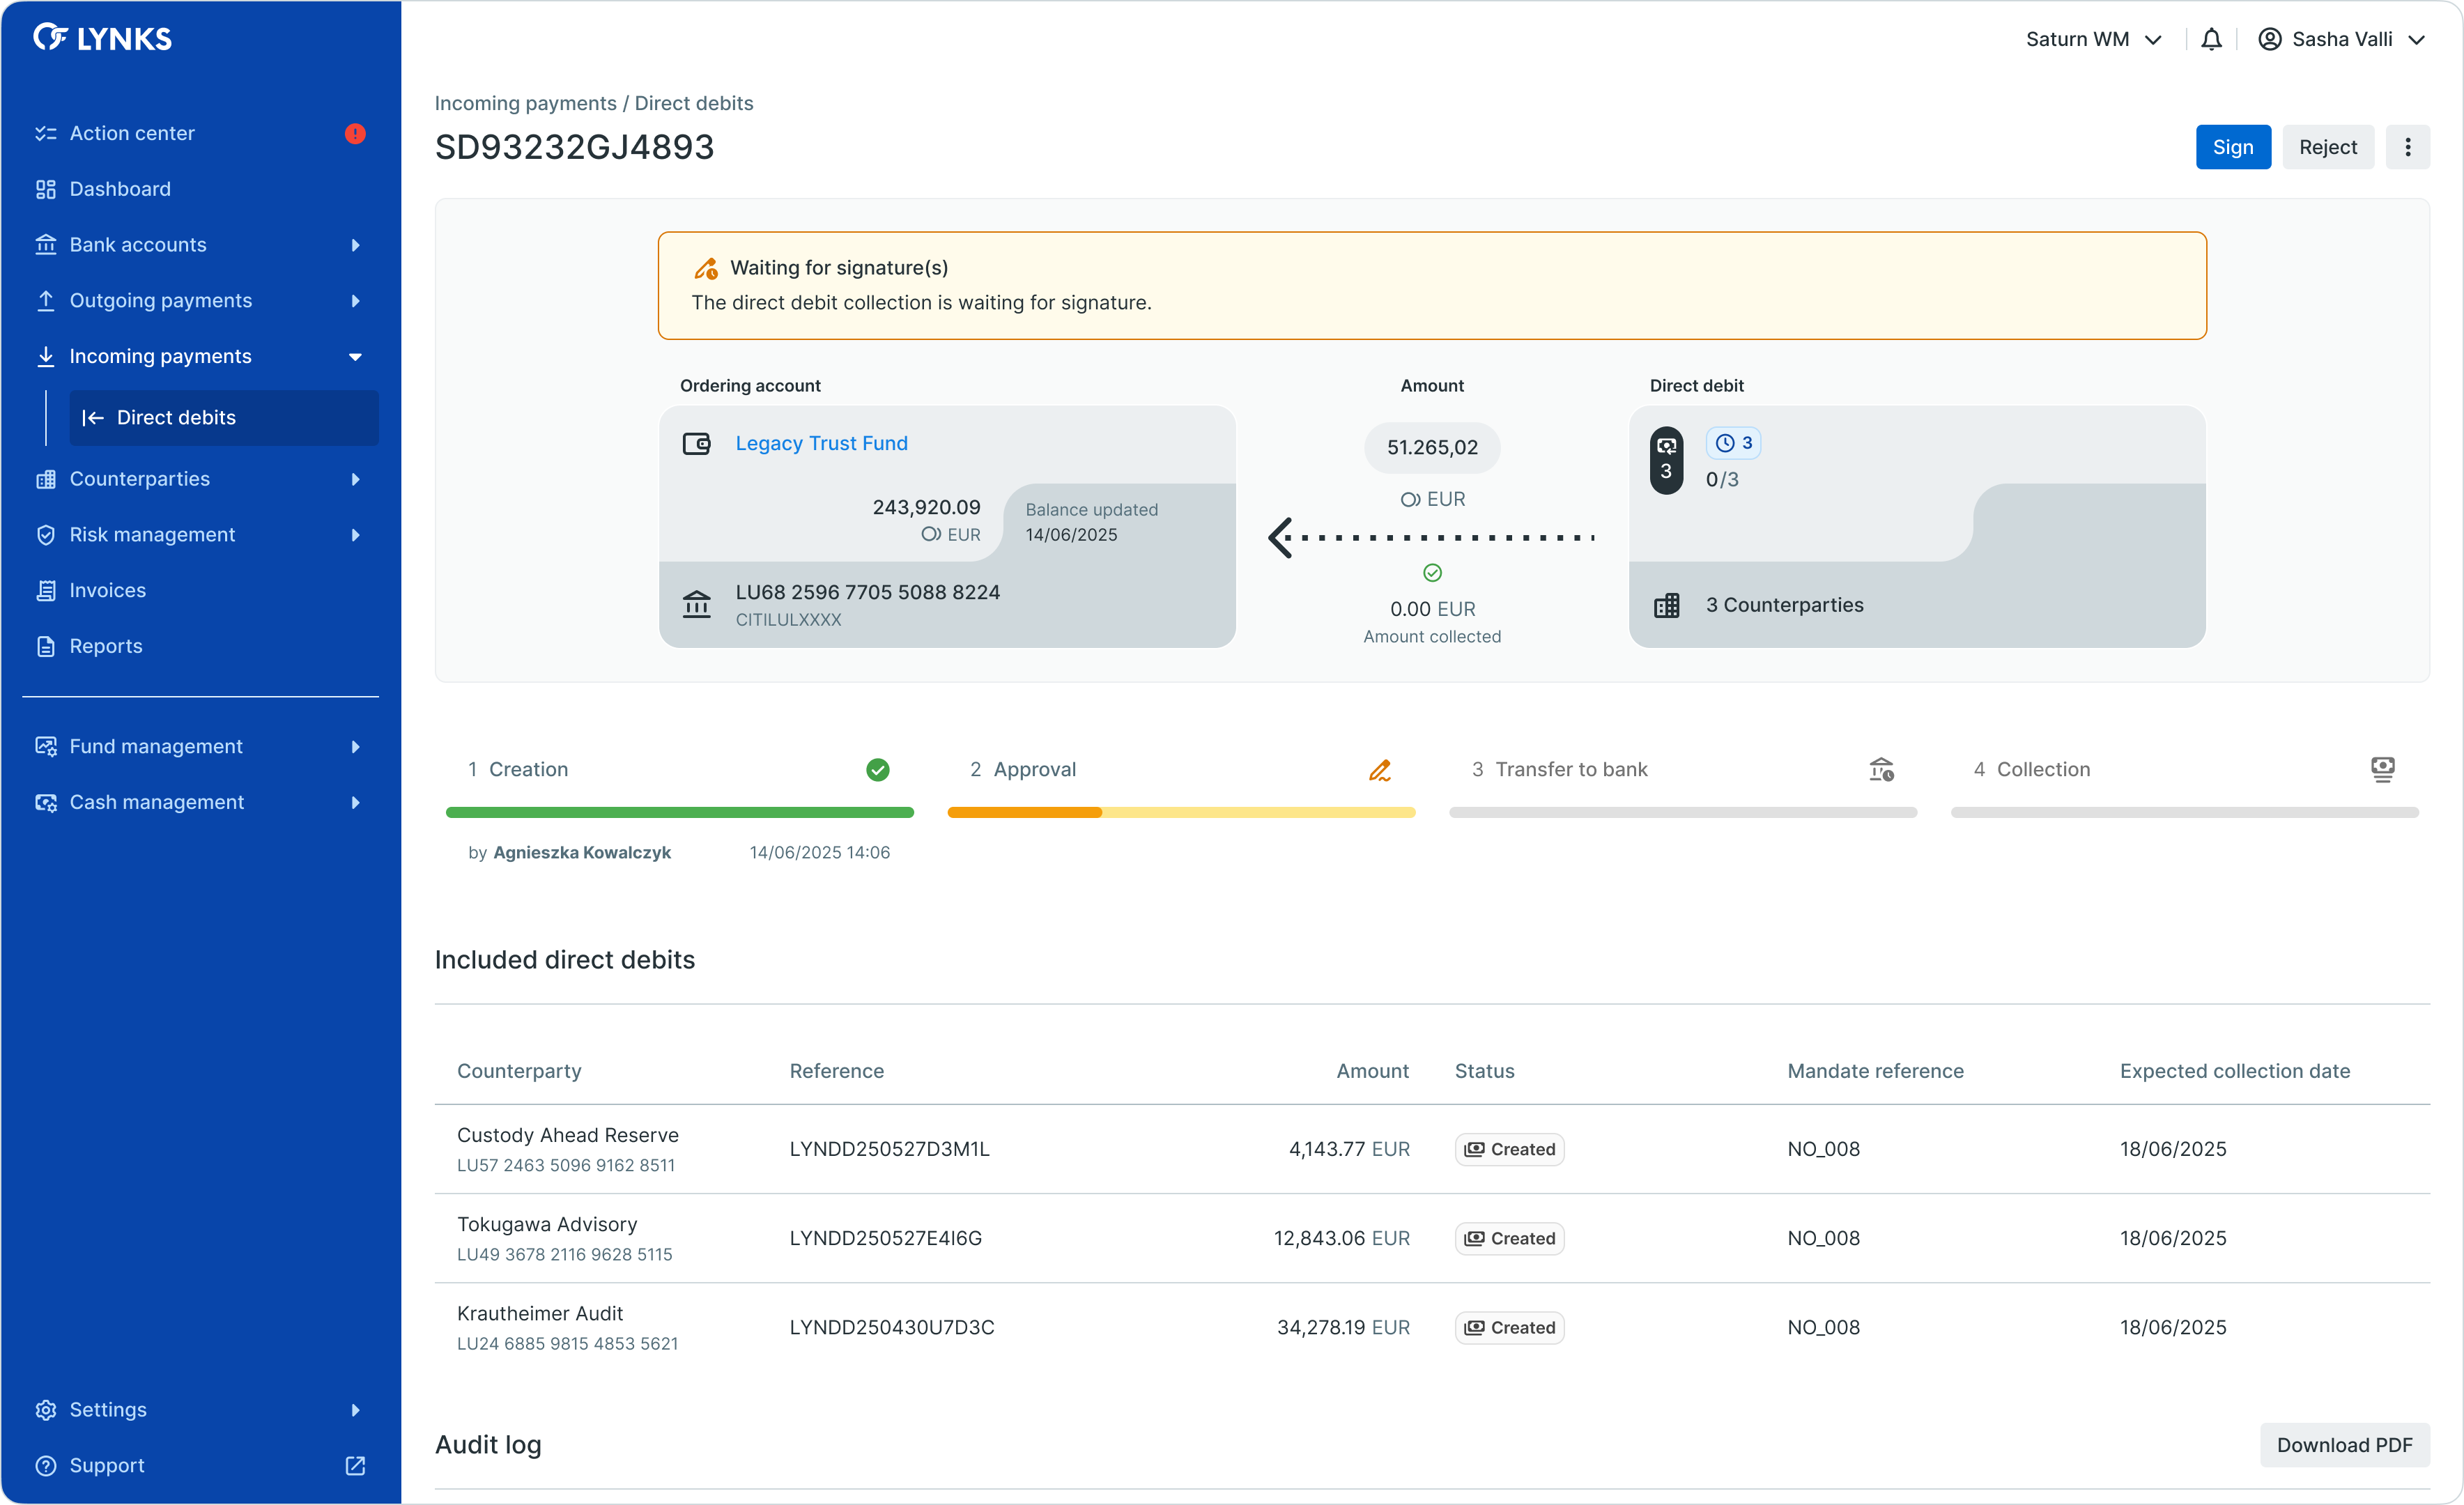 LYNKS
Saturn WM
Sasha Valli
Action center
Dashboard
Bank accounts
Outgoing payments
Incoming payments
Direct debits
Counterparties
Risk management
Invoices
Reports
Fund management
Cash management
Settings
Support
Incoming payments / Direct debits
SD93232GJ4893
Sign
Reject
Waiting for signature(s)
The direct debit collection is waiting for signature.
Ordering account
Legacy Trust Fund
243,920.09
EUR
Balance updated
14/06/2025
LU68 2596 7705 5088 8224
CITILULXXXX
Amount
51.265,02
EUR
0.00 EUR
Amount collected
Direct debit
3
3
0/3
3 Counterparties
1 Creation
by Agnieszka Kowalczyk 14/06/2025 14:06
2 Approval
3 Transfer to bank
4 Collection
Included direct debits
Counterparty Reference Amount Status Mandate reference Expected collection date
Custody Ahead Reserve
LU57 2463 5096 9162 8511
LYNDD250527D3M1L 4,143.77 EUR Created NO_008 18/06/2025
Tokugawa Advisory
LU49 3678 2116 9628 5115
LYNDD250527E4I6G 12,843.06 EUR Created NO_008 18/06/2025
Krautheimer Audit
LU24 6885 9815 4853 5621
LYNDD250430U7D3C 34,278.19 EUR Created NO_008 18/06/2025
Audit log
Download PDF